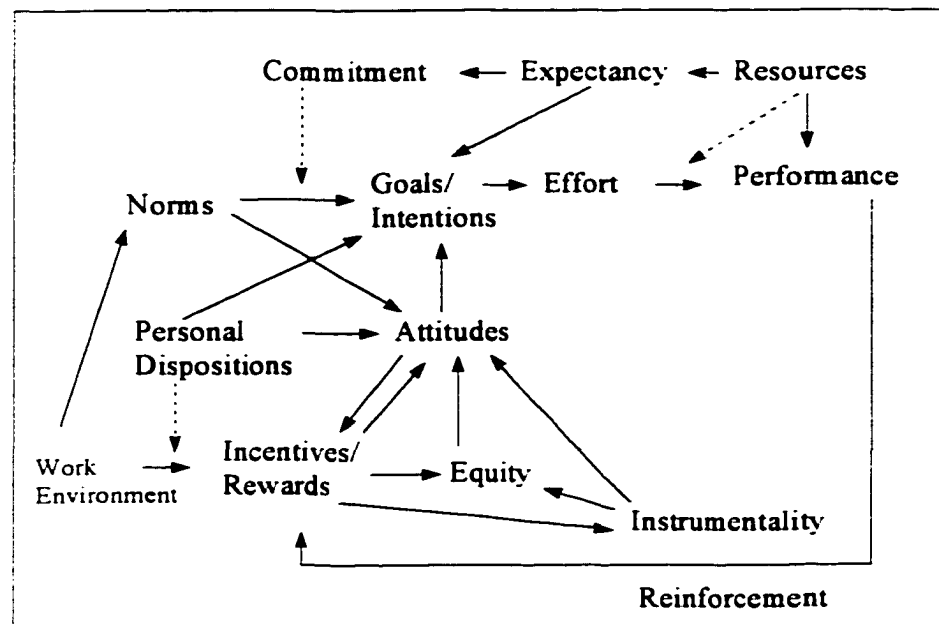 Commitment
Expectancy
Resources
Goals/
Intentions
Effort
Performance
Norms
Personal
Dispositions
Attitudes
Work
Environment
Incentives/
Rewards
Equity
Instrumentality
Reinforcement